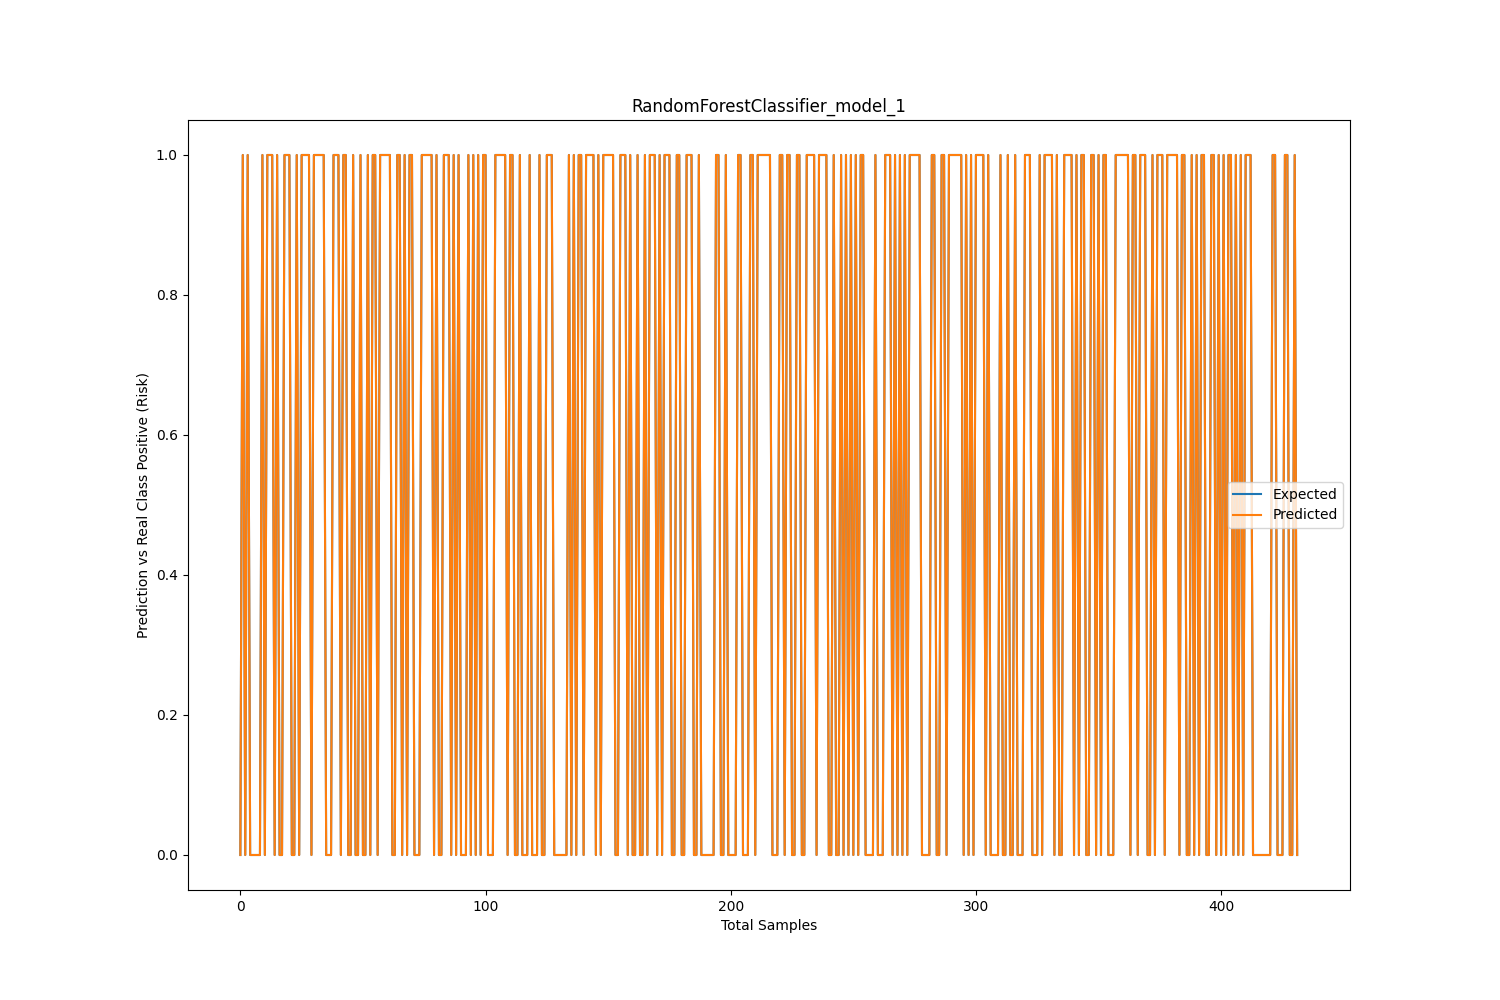 RandomForestClassifier_model_1
Prediction vs Real Class Positive (Risk)
1.0
0.8
0.6
0.4
0.2
0.0
Expected
Predicted
0 100 200 300 400
Total Samples